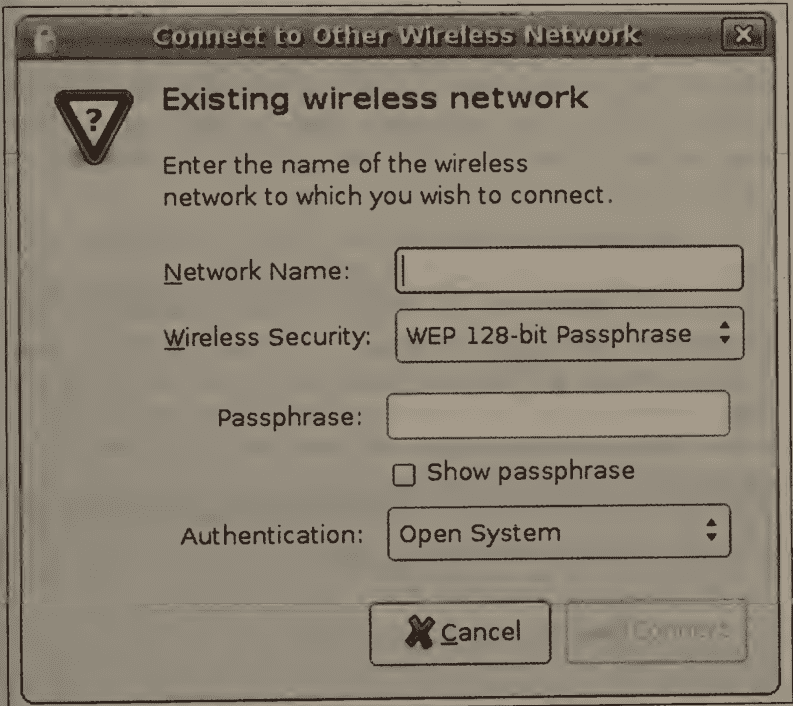 Connect to Other Wireless Network
?
Existing wireless network
Enter the name of the wireless
network to which you wish to connect.
Network Name:
Wireless Security: WEP 128-bit Passphrase
Passphrase:
Show passphrase
Authentication: Open System
Cancel Connect